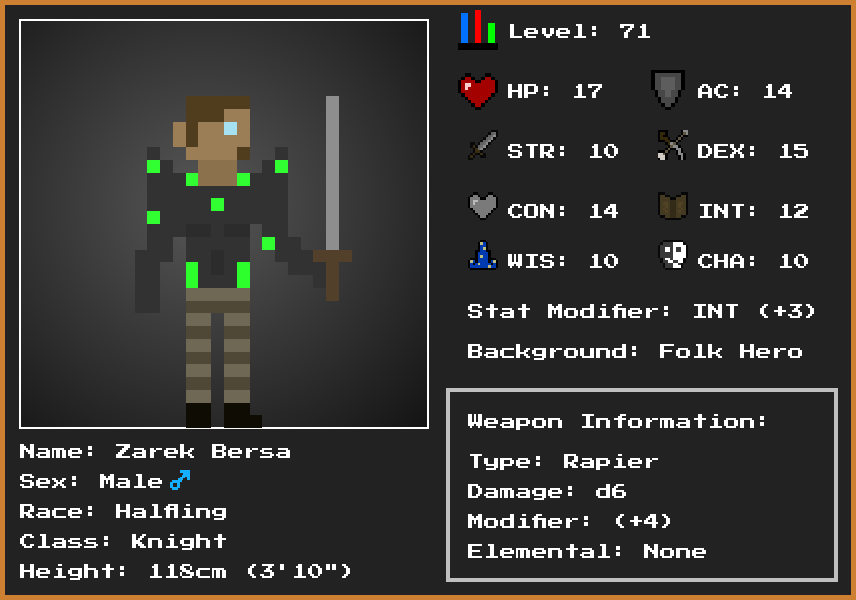 Level: 71
HP: 17
AC: 14
STR: 10
DEX: 15
CON: 14
INT: 12
WIS: 10
CHA: 10
Stat Modifier: INT (+3)
Background: Folk Hero
Weapon Information:
Type: Rapier
Damage: d6
Modifier: (+4)
Elemental: None
Name: Zarek Bersa
Sex: Male ♂
Race: Halfling
Class: Knight
Height: 118cm (3'10")